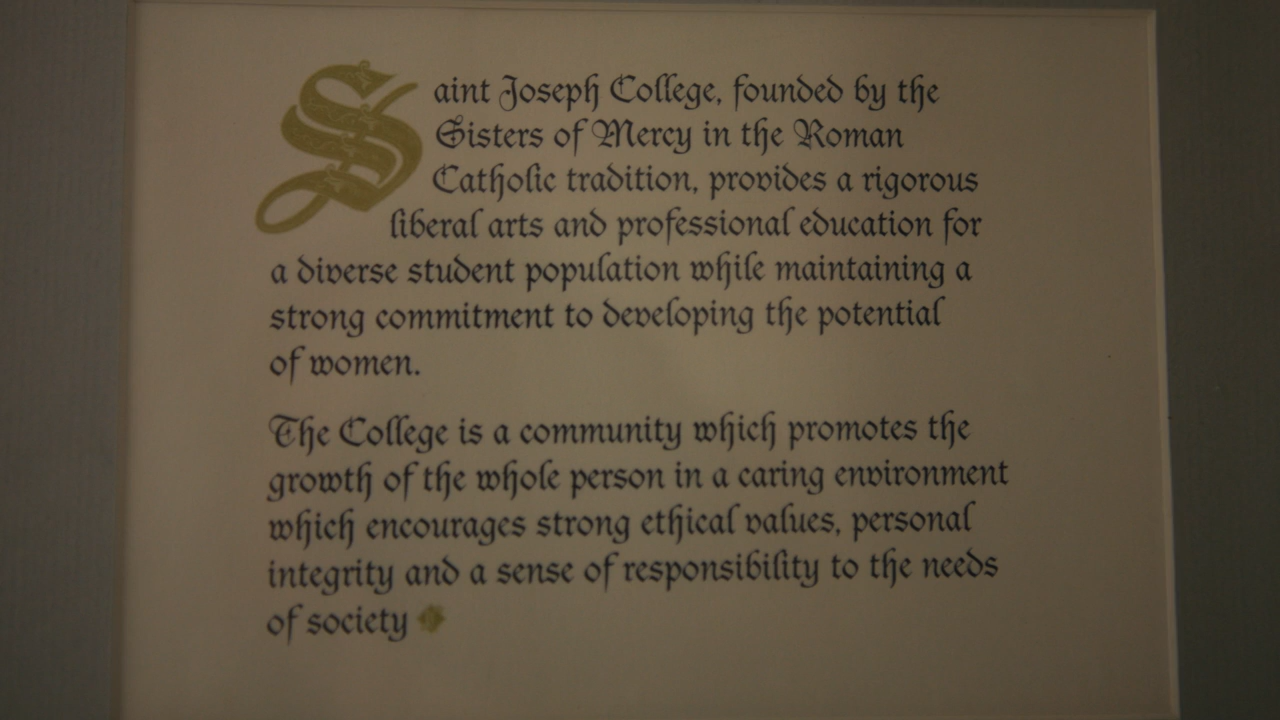 Saint Joseph College, founded by the
Sisters of Mercy in the Roman
Catholic tradition, provides a rigorous
liberal arts and professional education for
a diverse student population while maintaining a
strong commitment to developing the potential
of women.
The College is a community which promotes the
growth of the whole person in a caring environment
which encourages strong ethical values, personal
integrity and a sense of responsibility to the needs
of society